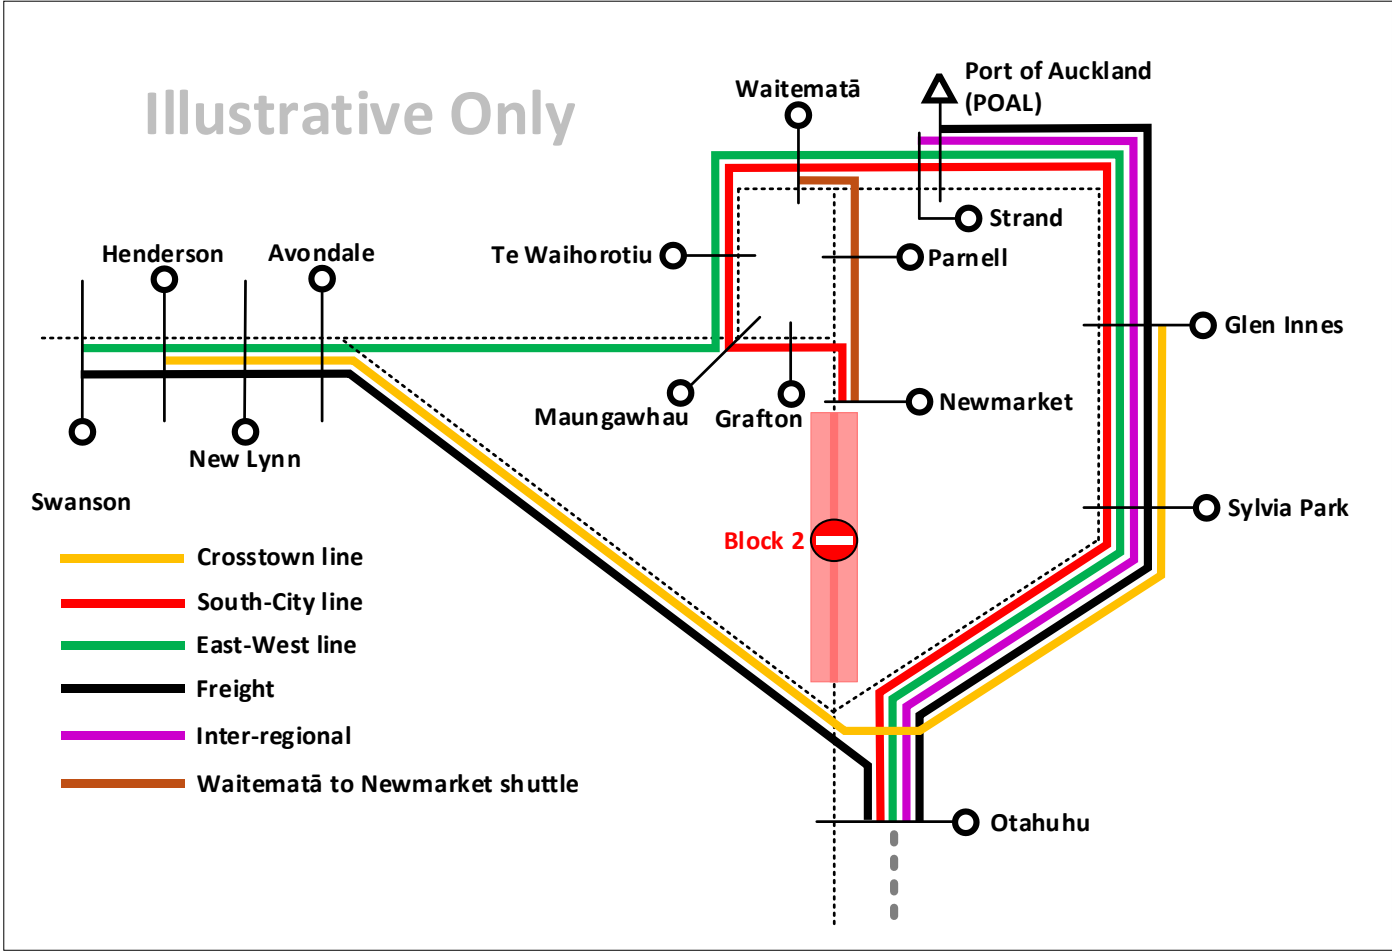 Illustrative Only
Waitematā
Port of Auckland
(POAL)
Strand
Henderson
Avondale
Te Waihorotiu
Parnell
Glen Innes
Maungawhau
Grafton
Newmarket
New Lynn
Swanson
Sylvia Park
Block 2
Crosstown line
South-City line
East-West line
Freight
Inter-regional
Waitematā to Newmarket shuttle
Otahuhu